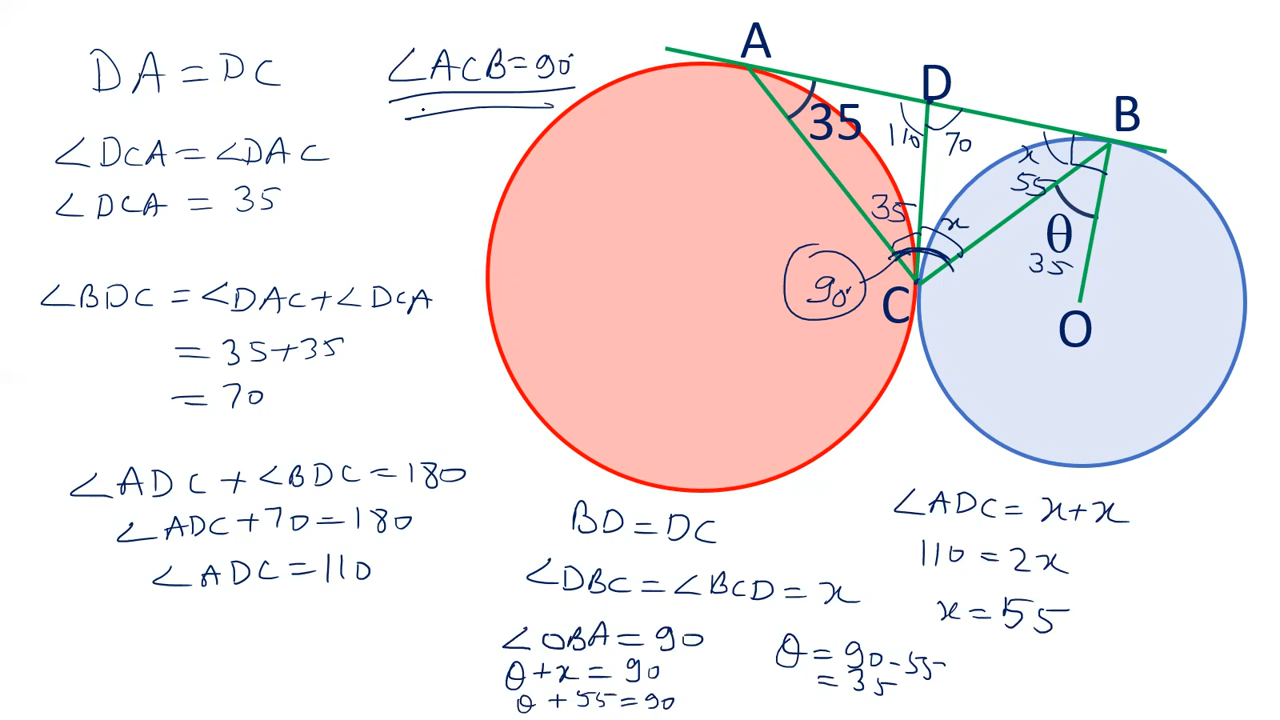 DA = DC
∠DCA = ∠DAC
∠DCA = 35
∠BDC = ∠DAC + ∠DCA
= 35 + 35
= 70
∠ADC + ∠BDC = 180
∠ADC + 70 = 180
∠ADC = 110
∠ACB = 90°
A
D
B
35
110
70
x
55
35
x
θ
35
90°
C
O
BD = DC
∠DBC = ∠BCD = x
∠OBA = 90
θ + x = 90
θ + 55 = 90
θ = 90 - 55
= 35
∠ADC = x + x
110 = 2x
x = 55